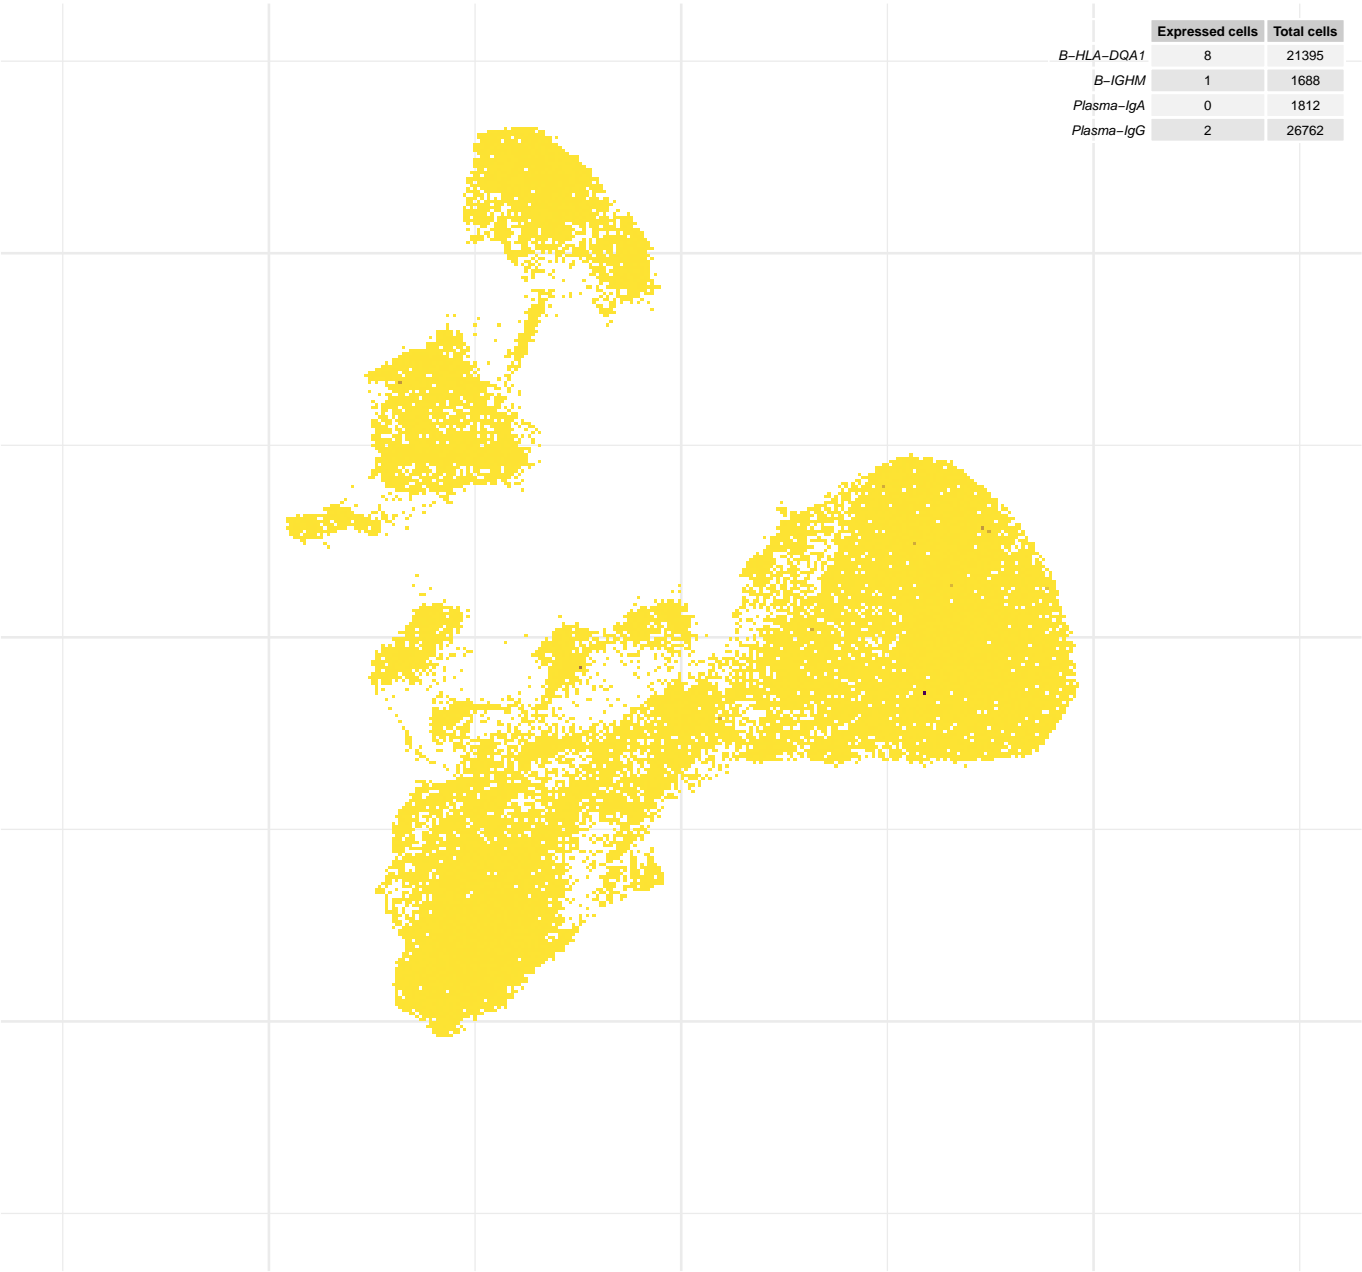 Expressed cells Total cells
B−HLA−DQA1 8 21395
B−IGHM 1 1688
Plasma−IgA 0 1812
Plasma−IgG 2 26762